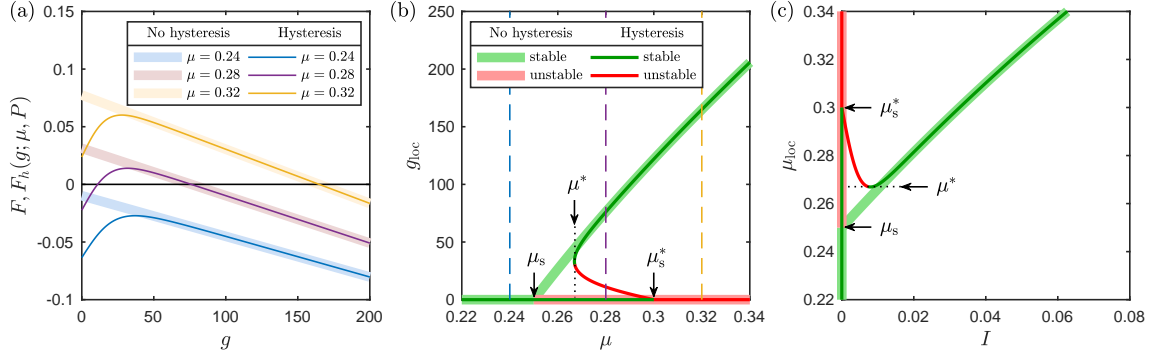 (a)
No hysteresis Hysteresis
μ = 0.24 μ = 0.24
μ = 0.28 μ = 0.28
μ = 0.32 μ = 0.32
F, F_h(g; μ, P)
0.15
0.1
0.05
0
-0.05
-0.1
0 50 100 150 200
g
(b)
No hysteresis Hysteresis
stable stable
unstable unstable
g_loc
250
200
150
100
50
0
μ*
μ_s
μ_s*
0.22 0.24 0.26 0.28 0.3 0.32 0.34
μ
(c)
μ_loc
0.34
0.32
0.3
0.28
0.26
0.24
0.22
μ_s*
μ*
μ_s
0 0.02 0.04 0.06 0.08
I